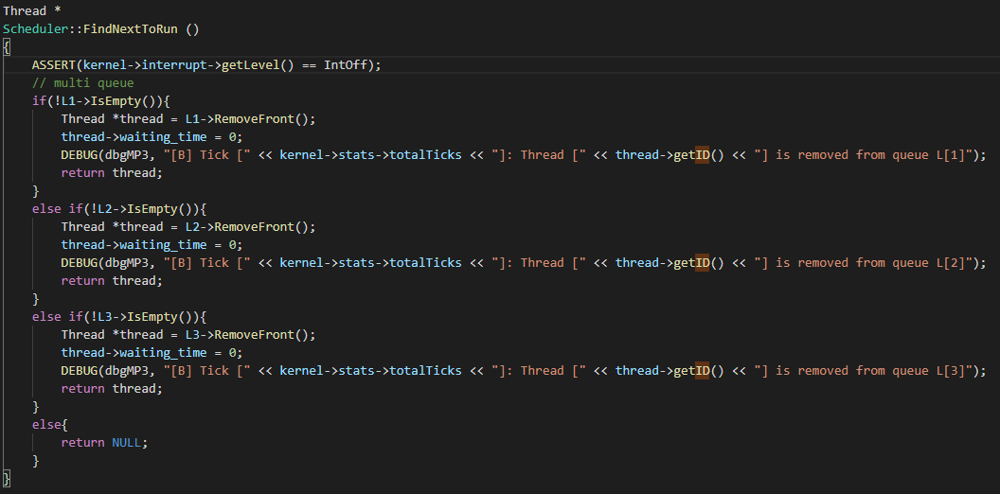 Thread *
Scheduler::FindNextToRun ()
{
    ASSERT(kernel->interrupt->getLevel() == IntOff);
    // multi queue
    if(!L1->IsEmpty()){
        Thread *thread = L1->RemoveFront();
        thread->waiting_time = 0;
        DEBUG(dbgMP3, "[B] Tick [" << kernel->stats->totalTicks << "]: Thread [" << thread->getID() << "] is removed from queue L[1]");
        return thread;
    }
    else if(!L2->IsEmpty()){
        Thread *thread = L2->RemoveFront();
        thread->waiting_time = 0;
        DEBUG(dbgMP3, "[B] Tick [" << kernel->stats->totalTicks << "]: Thread [" << thread->getID() << "] is removed from queue L[2]");
        return thread;
    }
    else if(!L3->IsEmpty()){
        Thread *thread = L3->RemoveFront();
        thread->waiting_time = 0;
        DEBUG(dbgMP3, "[B] Tick [" << kernel->stats->totalTicks << "]: Thread [" << thread->getID() << "] is removed from queue L[3]");
        return thread;
    }
    else{
        return NULL;
    }
}